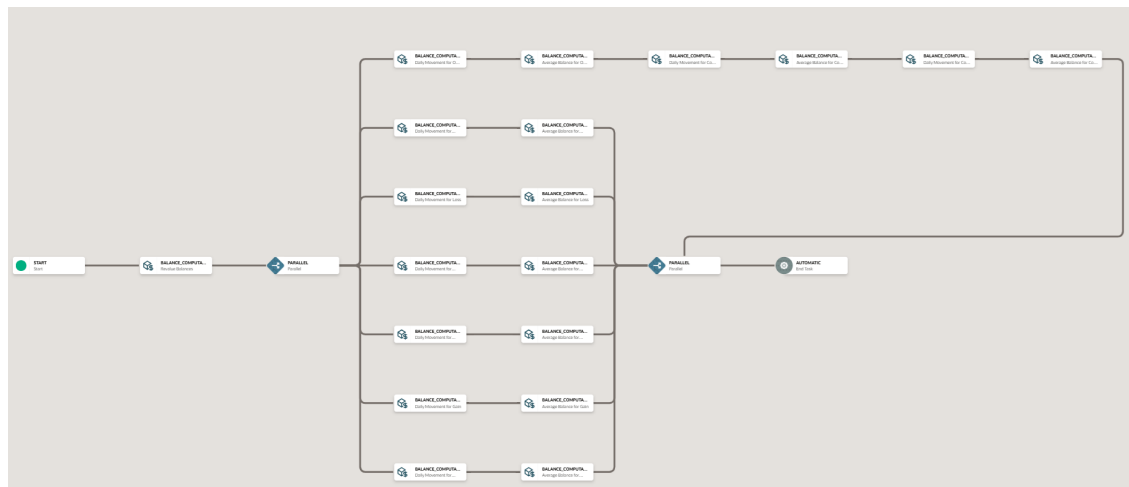 BALANCE_COMPUTA...
Daily Movement for O...
BALANCE_COMPUTA...
Average Balance for O...
BALANCE_COMPUTA...
Daily Movement for Co...
BALANCE_COMPUTA...
Average Balance for Co...
BALANCE_COMPUTA...
Daily Movement for Co...
BALANCE_COMPUTA...
Average Balance for Co...
BALANCE_COMPUTA...
Daily Movement for ...
BALANCE_COMPUTA...
Average Balance for ...
BALANCE_COMPUTA...
Daily Movement for Loss
BALANCE_COMPUTA...
Average Balance for Loss
START
Start
BALANCE_COMPUTA...
Residue Balances
PARALLEL
Parallel
BALANCE_COMPUTA...
Daily Movement for ...
BALANCE_COMPUTA...
Average Balance for ...
PARALLEL
Parallel
AUTOMATIC
End Task
BALANCE_COMPUTA...
Daily Movement for ...
BALANCE_COMPUTA...
Average Balance for ...
BALANCE_COMPUTA...
Daily Movement for Gain
BALANCE_COMPUTA...
Average Balance for Gain
BALANCE_COMPUTA...
Daily Movement for ...
BALANCE_COMPUTA...
Average Balance for ...